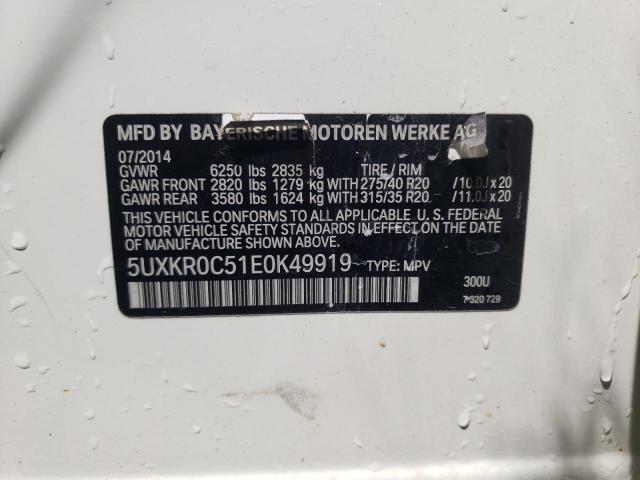 MFD BY BAYERISCHE MOTOREN WERKE AG
07/2014
GVWR 6250 lbs 2835 kg TIRE / RIM
GAWR FRONT 2820 lbs 1279 kg WITH 275/40 R20 /10.0J x 20
GAWR REAR 3580 lbs 1624 kg WITH 315/35 R20 /11.0J x 20
THIS VEHICLE CONFORMS TO ALL APPLICABLE U. S. FEDERAL
MOTOR VEHICLE SAFETY STANDARDS IN EFFECT ON THE DATE
OF MANUFACTURE SHOWN ABOVE.
5UXKR0C51E0K49919 TYPE: MPV
300U
7 320 729